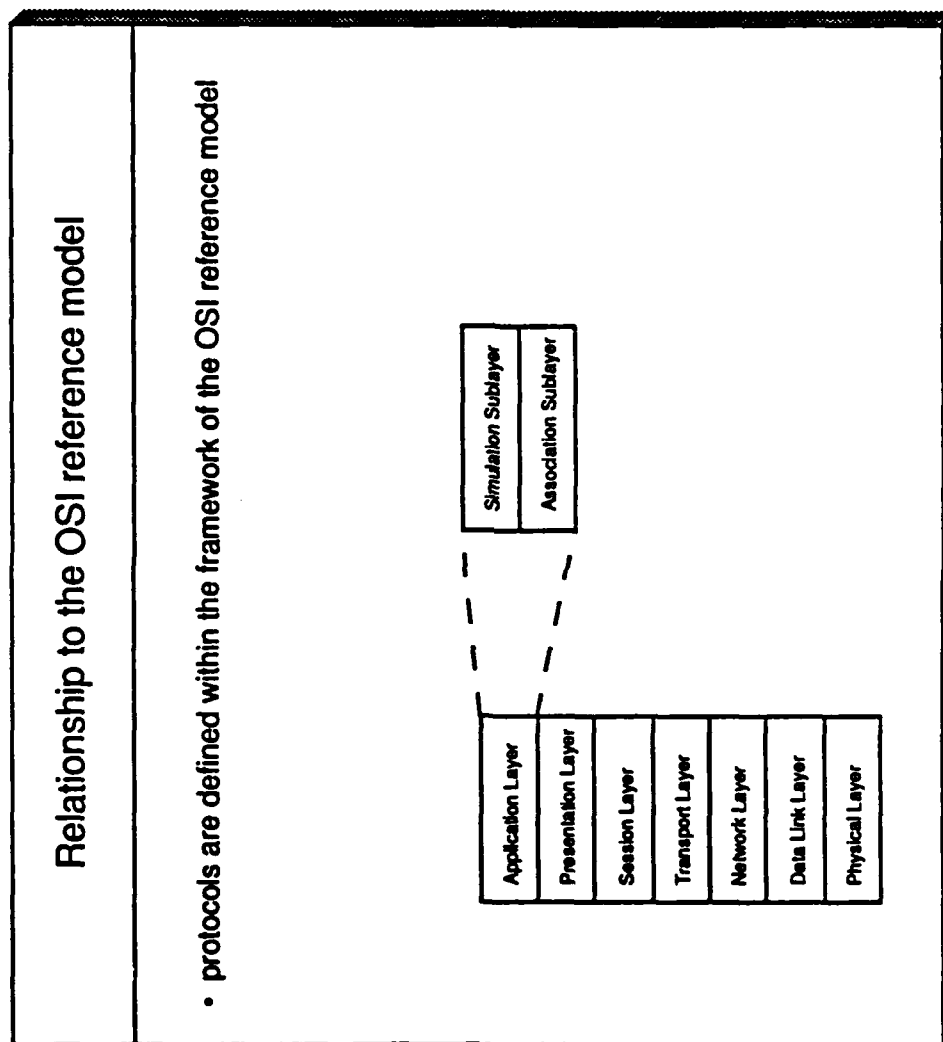 Relationship to the OSI reference model
• protocols are defined within the framework of the OSI reference model
Application Layer
Presentation Layer
Session Layer
Transport Layer
Network Layer
Data Link Layer
Physical Layer
Simulation Sublayer
Association Sublayer